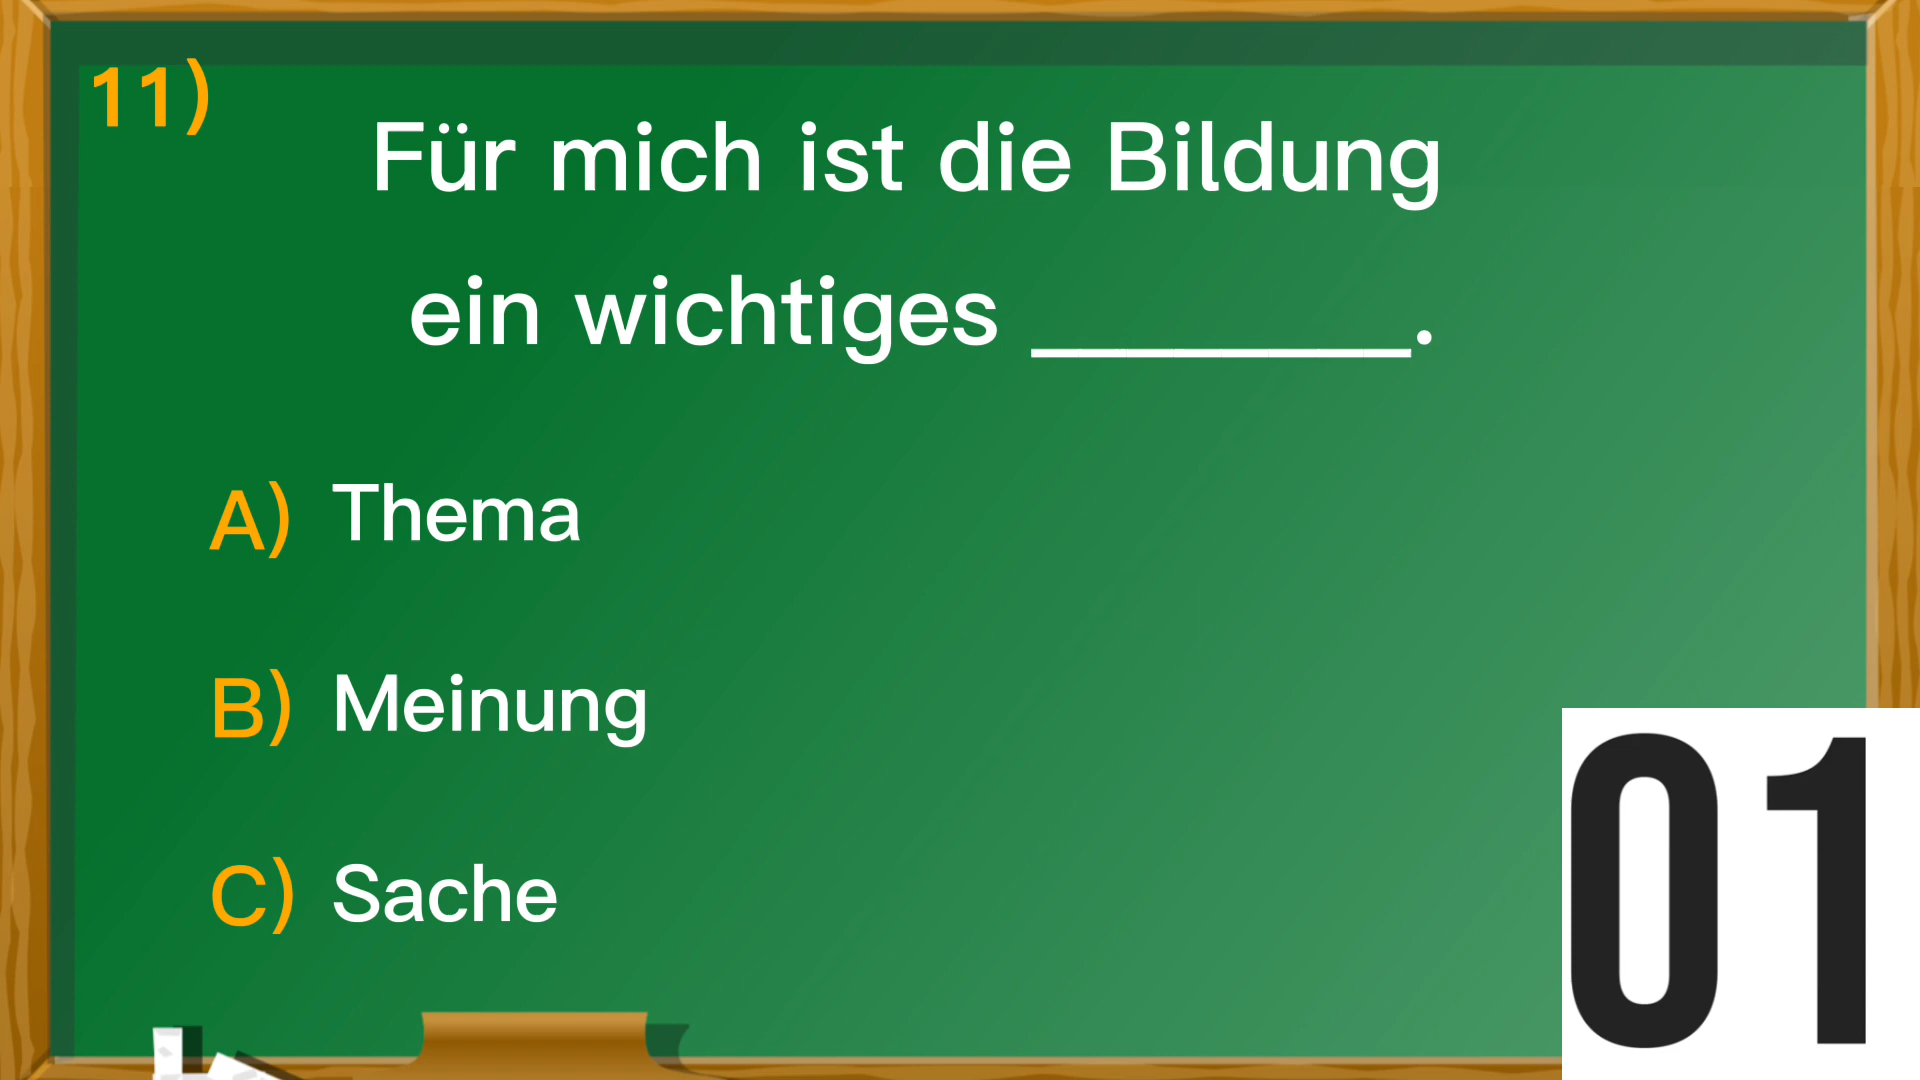 11)
Für mich ist die Bildung
ein wichtiges ________.
A) Thema
B) Meinung
C) Sache
01